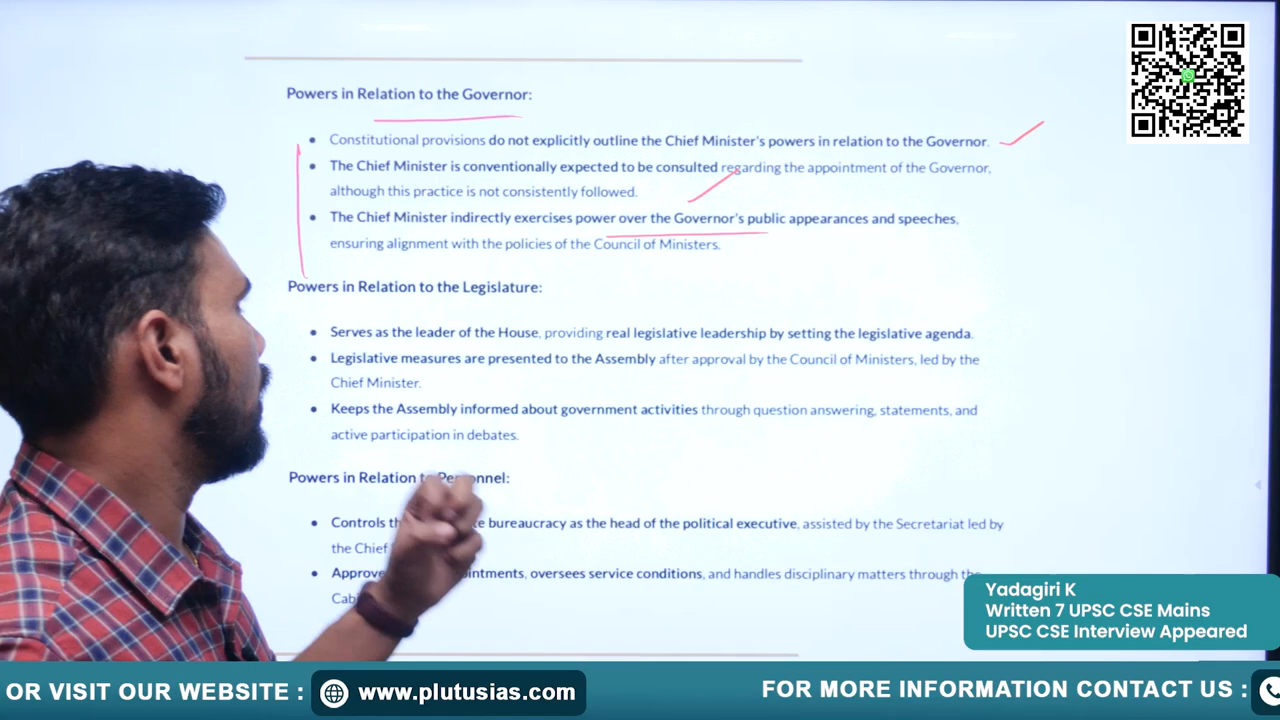 Powers in Relation to the Governor:
• Constitutional provisions do not explicitly outline the Chief Minister's powers in relation to the Governor.
• The Chief Minister is conventionally expected to be consulted regarding the appointment of the Governor,
although this practice is not consistently followed.
• The Chief Minister indirectly exercises power over the Governor's public appearances and speeches,
ensuring alignment with the policies of the Council of Ministers.
Powers in Relation to the Legislature:
• Serves as the leader of the House, providing real legislative leadership by setting the legislative agenda.
• Legislative measures are presented to the Assembly after approval by the Council of Ministers, led by the
Chief Minister.
• Keeps the Assembly informed about government activities through question answering, statements, and
active participation in debates.
Powers in Relation to Personnel:
• Controls bureaucracy as the head of the political executive, assisted by the Secretariat led by
the Chief
• oversees service conditions, and handles disciplinary matters through the
Yadagiri K
Written 7 UPSC CSE Mains
UPSC CSE Interview Appeared
OR VISIT OUR WEBSITE : www.plutusias.com FOR MORE INFORMATION CONTACT US :